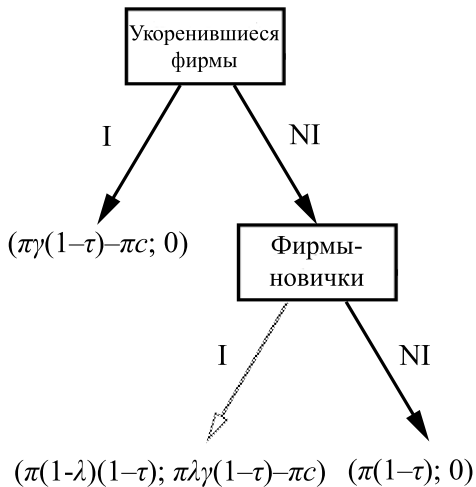 Укоренившиеся
фирмы
I
NI
(πγ(1–τ)–πc; 0)
Фирмы-
новички
I
NI
(π(1-λ)(1–τ); πλγ(1–τ)–πc)
(π(1–τ); 0)